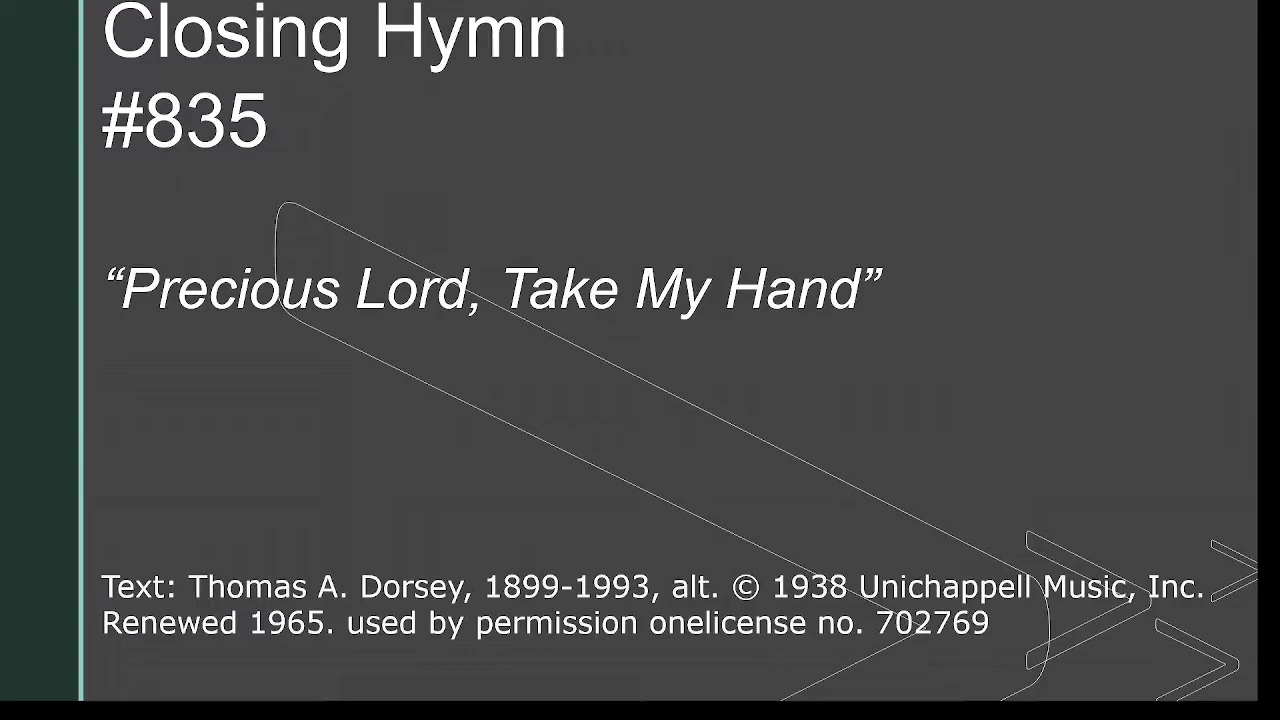 Closing Hymn
#835
“Precious Lord, Take My Hand”
Text: Thomas A. Dorsey, 1899-1993, alt. © 1938 Unichappell Music, Inc.
Renewed 1965. used by permission onelicense no. 702769